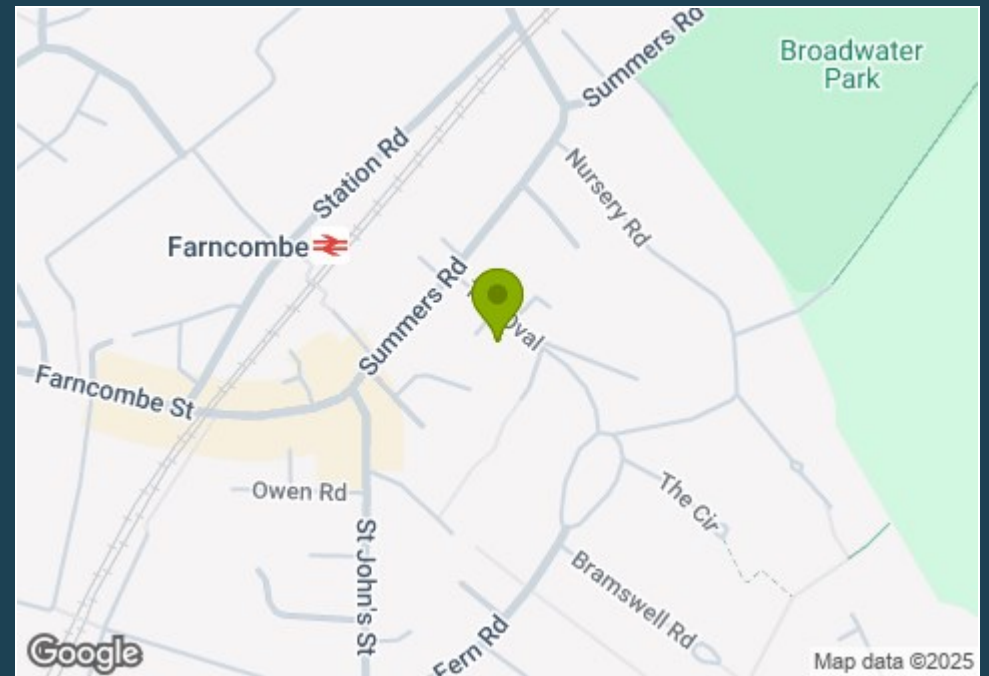 Summers Rd
Broadwater
Park
Station Rd
Nursery Rd
Farncombe
Summers Rd
Oval
Farncombe St
Owen Rd
The Cir
St John's St
Bramswell Rd
Fern Rd
Google
Map data ©2025